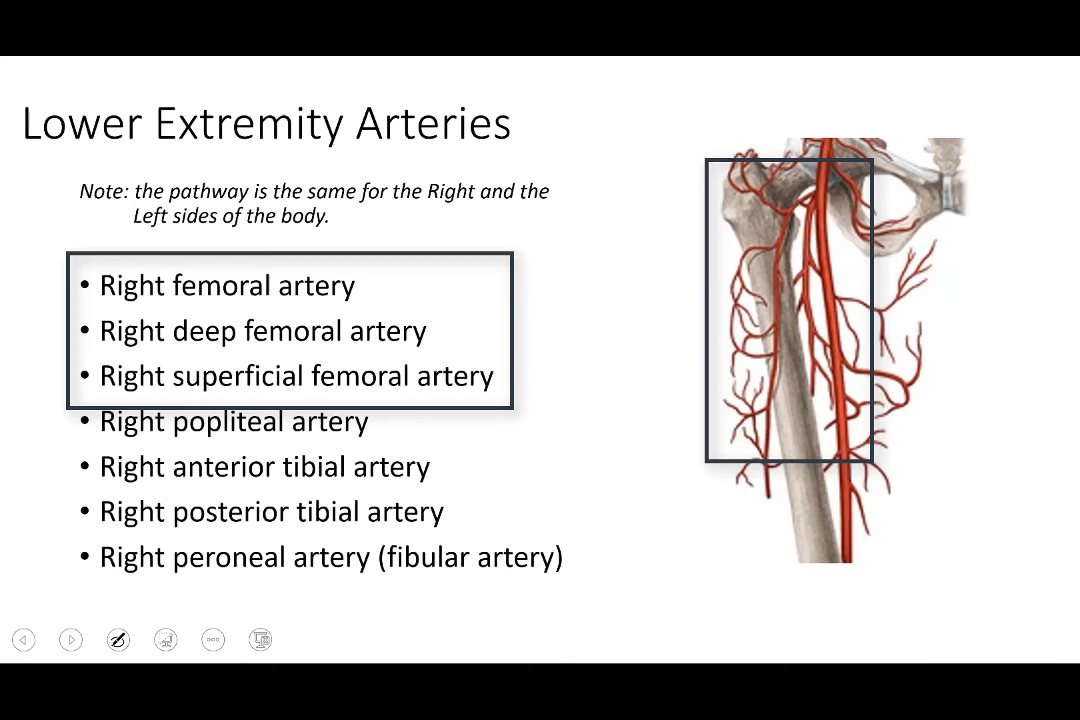 Lower Extremity Arteries
Note: the pathway is the same for the Right and the
Left sides of the body.
• Right femoral artery
• Right deep femoral artery
• Right superficial femoral artery
• Right popliteal artery
• Right anterior tibial artery
• Right posterior tibial artery
• Right peroneal artery (fibular artery)